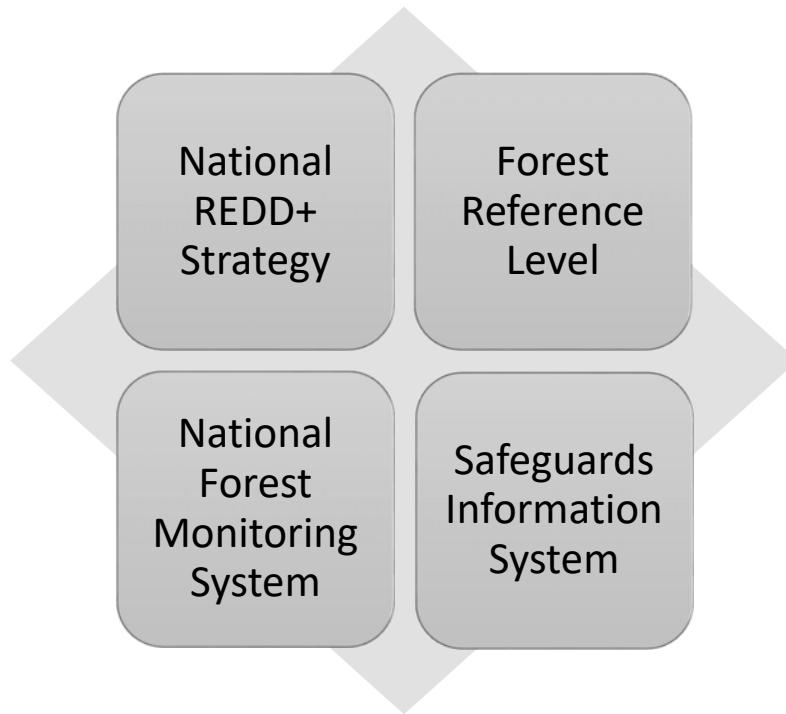 National
REDD+
Strategy
Forest
Reference
Level
National
Forest
Monitoring
System
Safeguards
Information
System